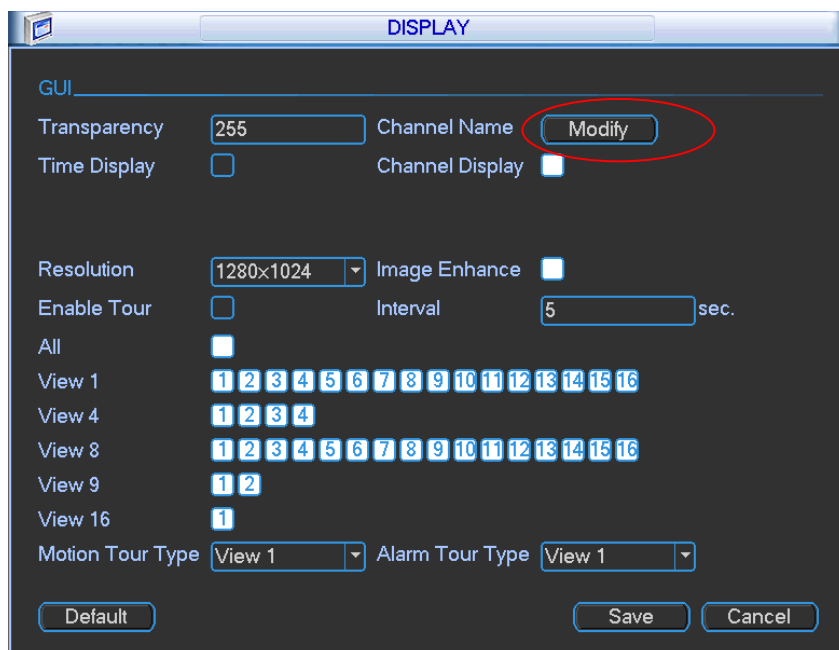 DISPLAY
GUI
Transparency 255 Channel Name Modify
Time Display Channel Display
Resolution 1280×1024 Image Enhance
Enable Tour Interval 5 sec.
All
View 1 1 2 3 4 5 6 7 8 9 10 11 12 13 14 15 16
View 4 1 2 3 4
View 8 1 2 3 4 5 6 7 8 9 10 11 12 13 14 15 16
View 9 1 2
View 16 1
Motion Tour Type View 1 Alarm Tour Type View 1
Default Save Cancel